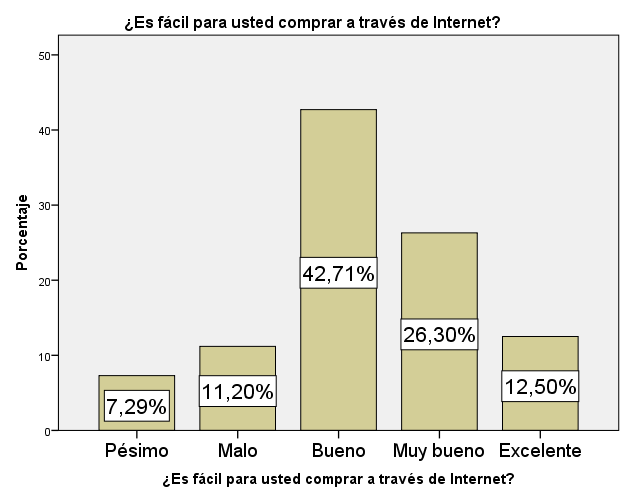 ¿Es fácil para usted comprar a través de Internet?
50
40
30
20
10
0
Porcentaje
7,29%
11,20%
42,71%
26,30%
12,50%
Pésimo Malo Bueno Muy bueno Excelente
¿Es fácil para usted comprar a través de Internet?